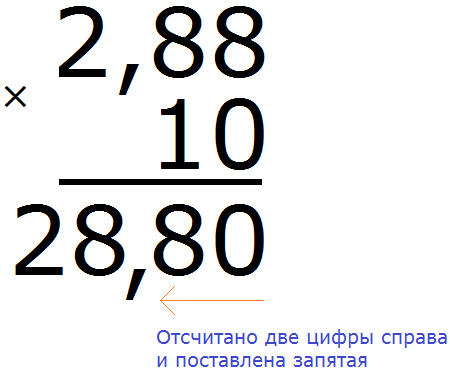 2,88
×
10
28,80
Отсчитано две цифры справа
и поставлена запятая